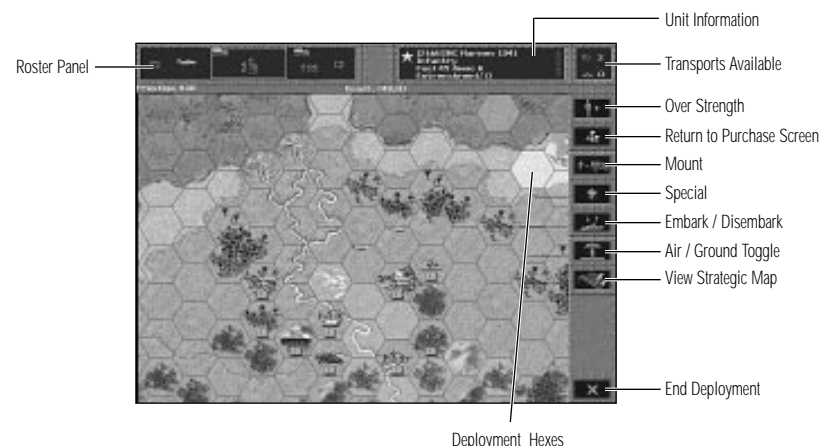 Unit Information
Roster Panel
Transports Available
Over Strength
Return to Purchase Screen
Mount
Special
Embark / Disembark
Air / Ground Toggle
View Strategic Map
End Deployment
Deployment Hexes